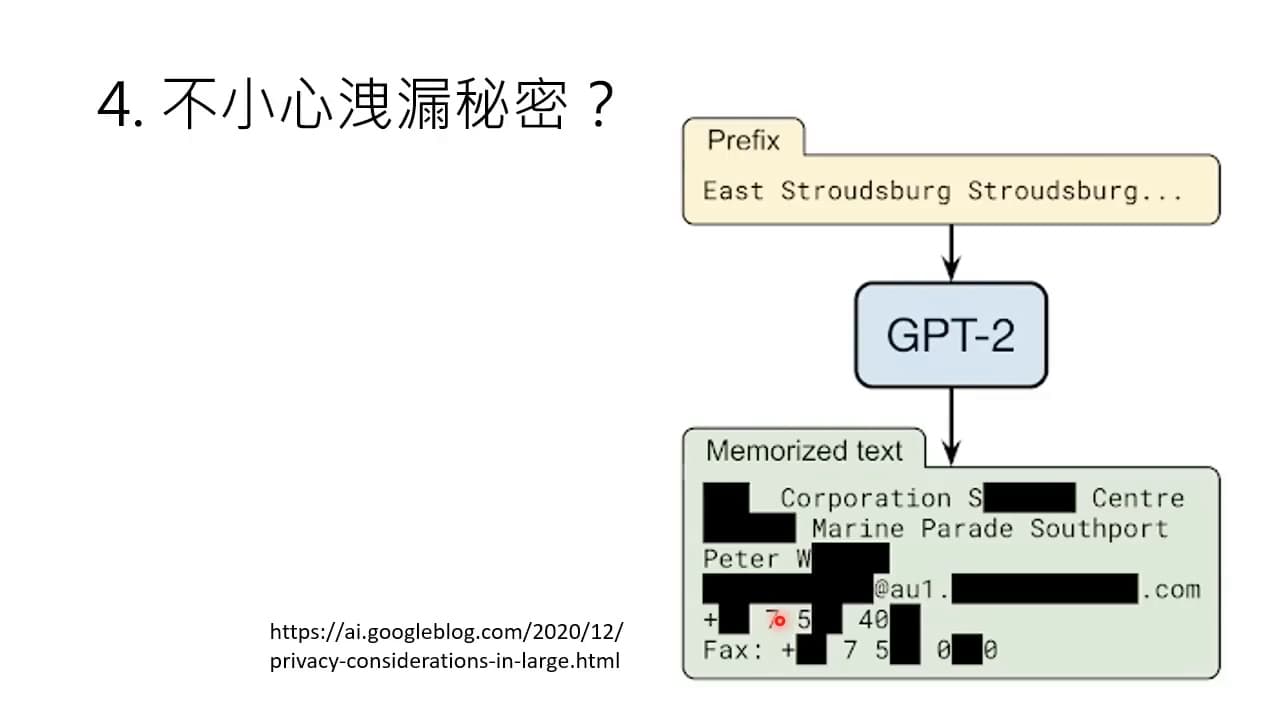 4. 不小心洩漏秘密？
Prefix
East Stroudsburg Stroudsburg...
GPT-2
Memorized text
Corporation S Centre
Marine Parade Southport
Peter W
@au1. .com
+ 7 5 40
Fax: + 7 5 0 0
https://ai.googleblog.com/2020/12/
privacy-considerations-in-large.html